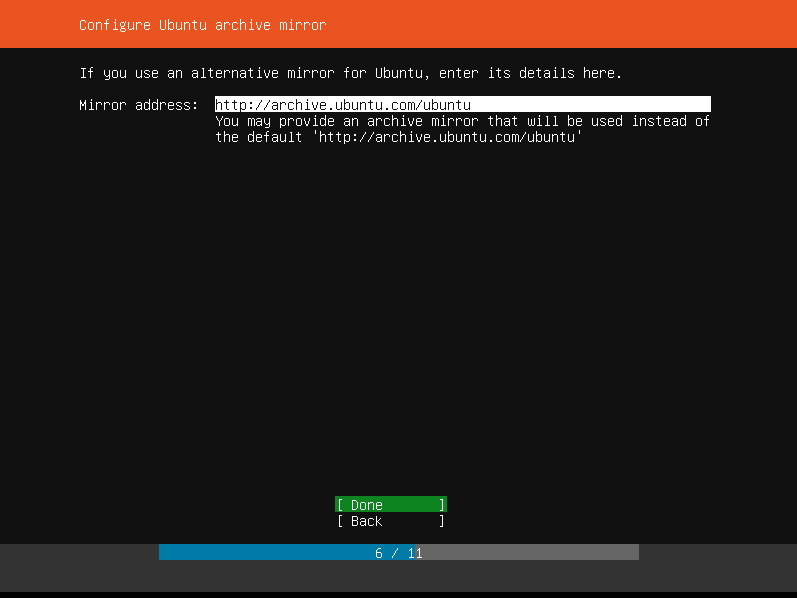 Configure Ubuntu archive mirror
If you use an alternative mirror for Ubuntu, enter its details here.
Mirror address: http://archive.ubuntu.com/ubuntu
You may provide an archive mirror that will be used instead of
the default 'http://archive.ubuntu.com/ubuntu'
[ Done ]
[ Back ]
6 / 11